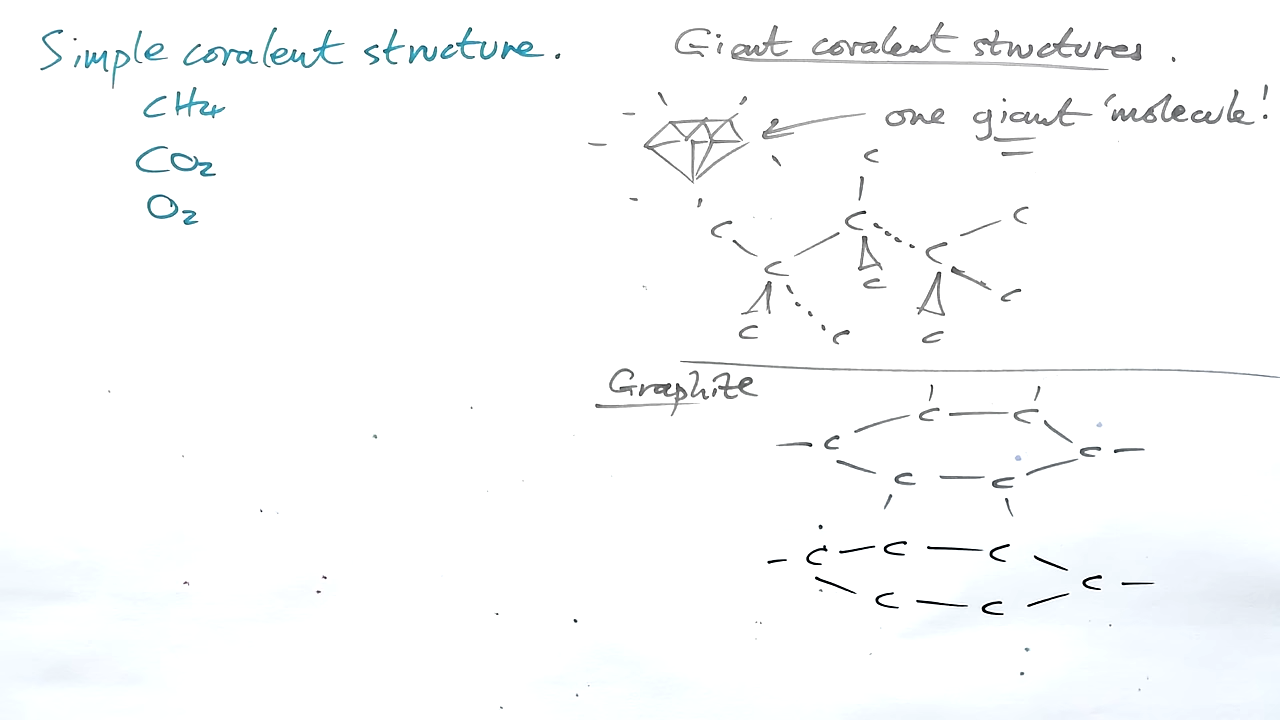 Simple covalent structure.
CH4
CO2
O2
Giant covalent structures.
one giant 'molecule!
C
C C
C C
C C
C
C C C
Graphite
C — C
C C
C — C
C — C — C
C
C — C